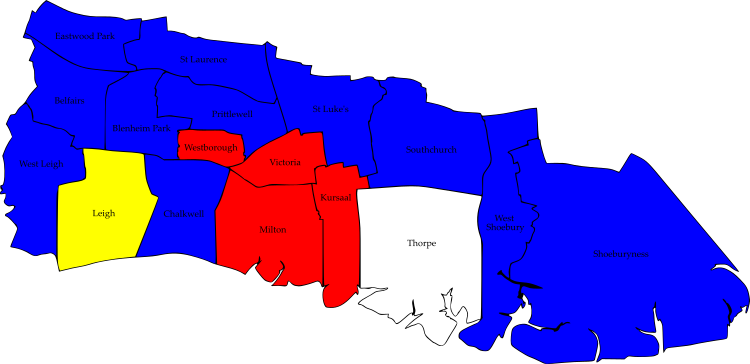 Eastwood Park
St Laurence
Belfairs
Blenheim Park
Prittlewell
St Luke's
Westborough
Southchurch
West Leigh
Victoria
Kursaal
Leigh
Chalkwell
Milton
Thorpe
West
Shoebury
Shoeburyness